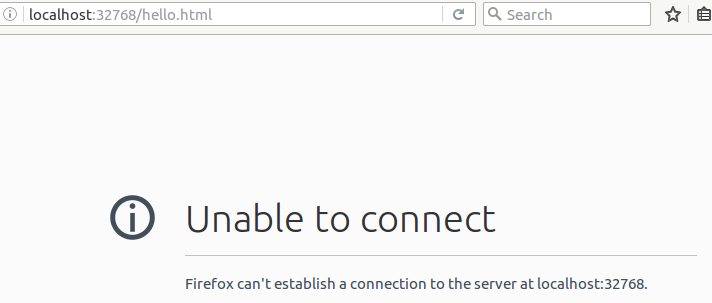 localhost:32768/hello.html
Search
Unable to connect
Firefox can't establish a connection to the server at localhost:32768.